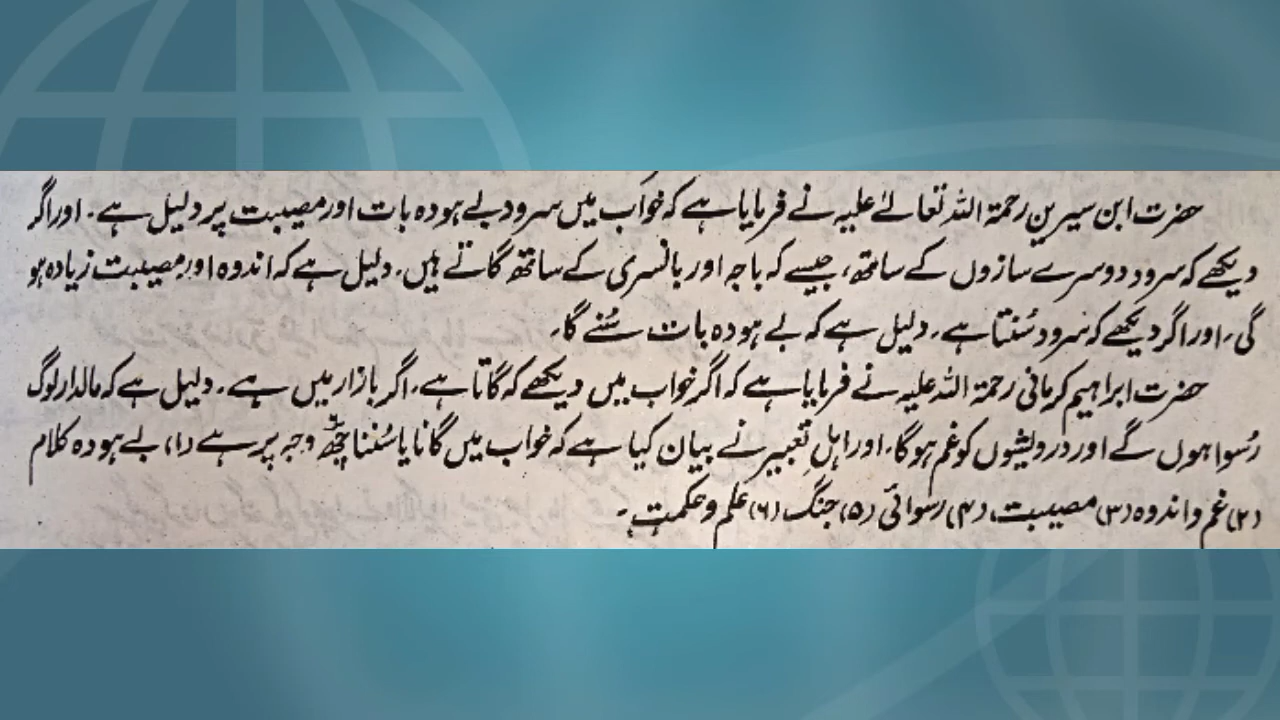 حضرت ابن سیرین رحمۃ اللہ تعالےٰ علیہ نے فرمایا ہے کہ خواب میں سرود بے ہودہ بات اور مصیبت پر دلیل ہے۔ اور اگر
دیکھے کہ سرود دوسرے سازوں کے ساتھ، جیسے کہ باجہ اور بانسری کے ساتھ گاتے ہیں۔ دلیل ہے کہ اندوہ اور مصیبت زیادہ ہو
گی۔ اور اگر دیکھے کہ سرود سُنتا ہے۔ دلیل ہے کہ بے ہودہ بات سُنے گا۔
حضرت ابراہیم کرمانی رحمۃ اللہ علیہ نے فرمایا ہے کہ اگر خواب میں دیکھے کہ گاتا ہے۔ اگر بازار میں ہے۔ دلیل ہے کہ مالدار لوگ
رُسوا ہوں گے اور درویشوں کو غم ہوگا۔ اور اہلِ تعبیر نے بیان کیا ہے کہ خواب میں گانا یا سُننا چھ وجہ پر ہے (۱) بے ہودہ کلام
(۲) غم و اندوہ (۳) مصیبت (۴) رسوائی (۵) جنگ (۶) علم و حکمت۔